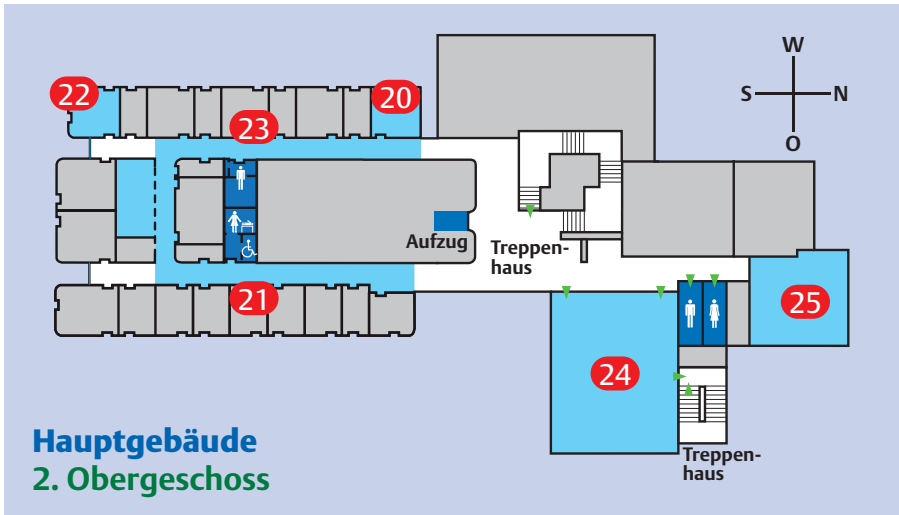 W
S
N
O
22
20
23
Aufzug
Treppen-
haus
21
25
24
Hauptgebäude
2. Obergeschoss
Treppen-
haus